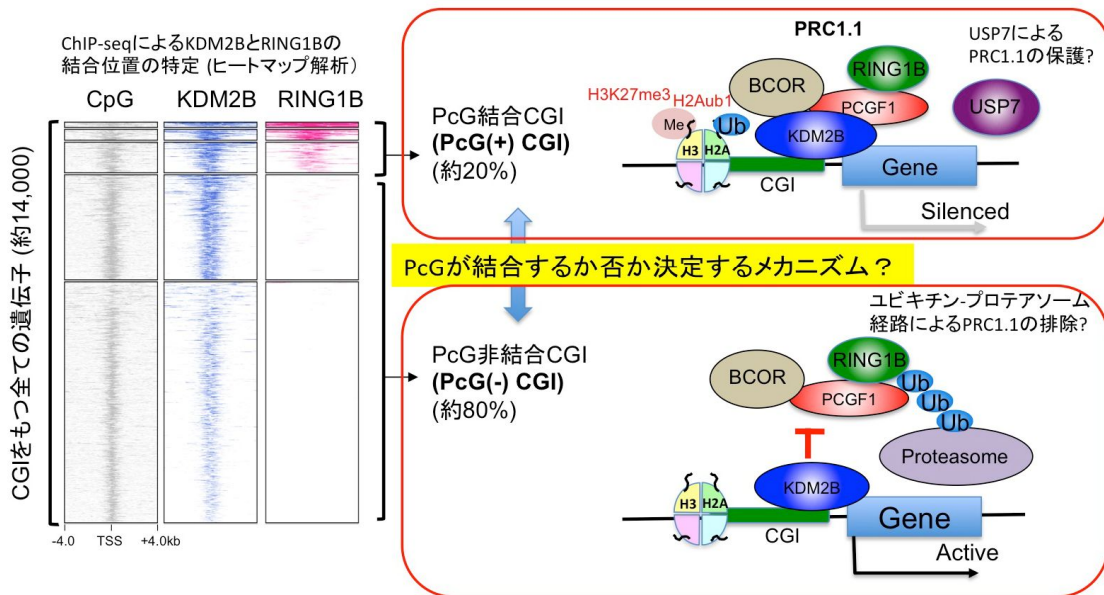 ChIP-seqによるKDM2BとRING1Bの
結合位置の特定 (ヒートマップ解析）
CpG
KDM2B
RING1B
CGIをもつ全ての遺伝子 (約14,000)
-4.0
TSS
+4.0kb
PcG結合CGI
(PcG(+) CGI)
(約20%)
PRC1.1
USP7による
PRC1.1の保護?
H3K27me3
H2Aub1
BCOR
RING1B
PCGF1
KDM2B
USP7
Me
Ub
H3
H2A
CGI
Gene
Silenced
PcGが結合するか否か決定するメカニズム？
PcG非結合CGI
(PcG(-) CGI)
(約80%)
ユビキチン-プロテアソーム
経路によるPRC1.1の排除?
BCOR
RING1B
PCGF1
Ub
Ub
Ub
Proteasome
KDM2B
H3
H2A
CGI
Gene
Active